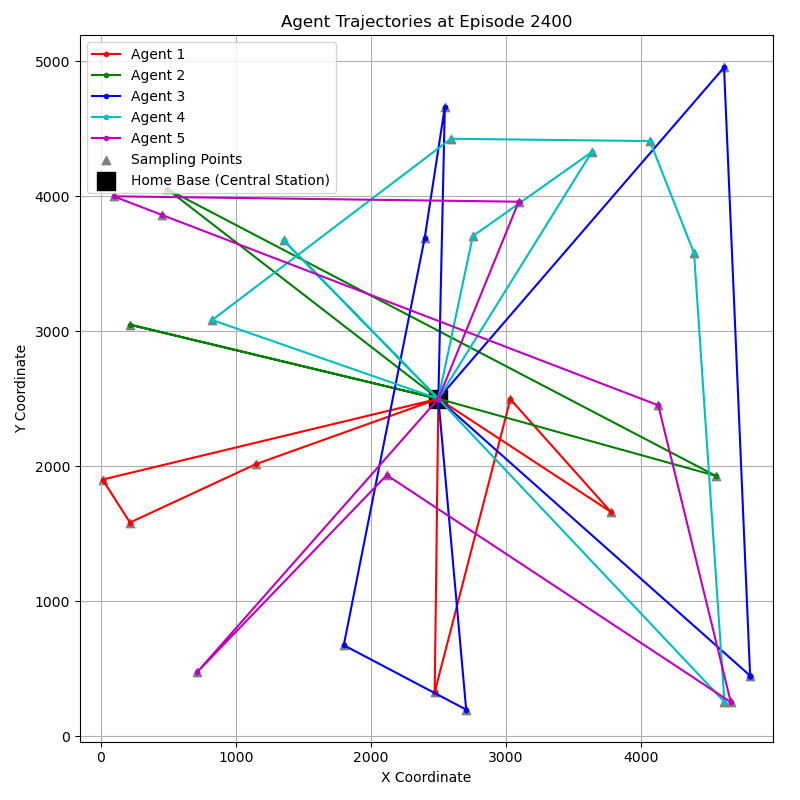 Agent Trajectories at Episode 2400
Agent 1
Agent 2
Agent 3
Agent 4
Agent 5
Sampling Points
Home Base (Central Station)
5000
4000
3000
2000
1000
0
Y Coordinate
0 1000 2000 3000 4000
X Coordinate